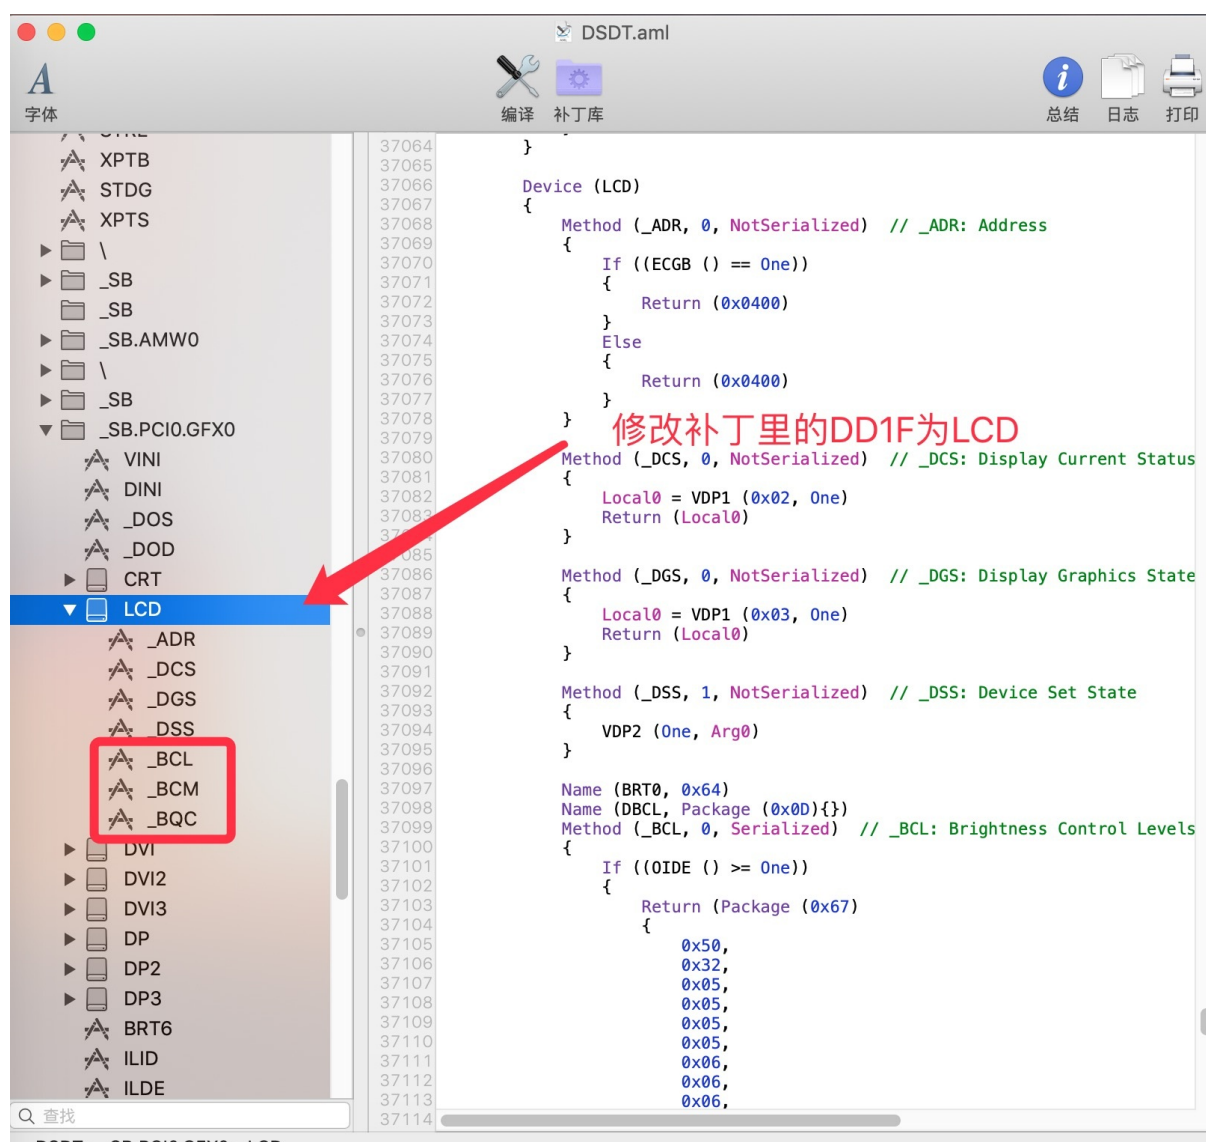 DSDT.aml
字体
编译
补丁库
总结
日志
打印
XPTB
STDG
XPTS
\
_SB
_SB
_SB.AMW0
\
_SB
_SB.PCI0.GFX0
VINI
DINI
_DOS
_DOD
CRT
LCD
_ADR
_DCS
_DGS
_DSS
_BCL
_BCM
_BQC
DVI
DVI2
DVI3
DP
DP2
DP3
BRT6
ILID
ILDE
查找
37064 }
37065
37066 Device (LCD)
37067 {
37068 Method (_ADR, 0, NotSerialized) // _ADR: Address
37069 {
37070 If ((ECGB () == One))
37071 {
37072 Return (0x0400)
37073 }
37074 Else
37075 {
37076 Return (0x0400)
37077 }
37078 }
修改补丁里的DD1F为LCD
37079
37080 Method (_DCS, 0, NotSerialized) // _DCS: Display Current Status
37081 {
37082 Local0 = VDP1 (0x02, One)
37083 Return (Local0)
}
37086 Method (_DGS, 0, NotSerialized) // _DGS: Display Graphics State
37087 {
37088 Local0 = VDP1 (0x03, One)
37089 Return (Local0)
37090 }
37091
37092 Method (_DSS, 1, NotSerialized) // _DSS: Device Set State
37093 {
37094 VDP2 (One, Arg0)
37095 }
37096
37097 Name (BRT0, 0x64)
37098 Name (DBCL, Package (0x0D){})
37099 Method (_BCL, 0, Serialized) // _BCL: Brightness Control Levels
37100 {
37101 If ((OIDE () >= One))
37102 {
37103 Return (Package (0x67)
37104 {
37105 0x50,
37106 0x32,
37107 0x05,
37108 0x05,
37109 0x05,
37110 0x05,
37111 0x06,
37112 0x06,
37113 0x06,
37114